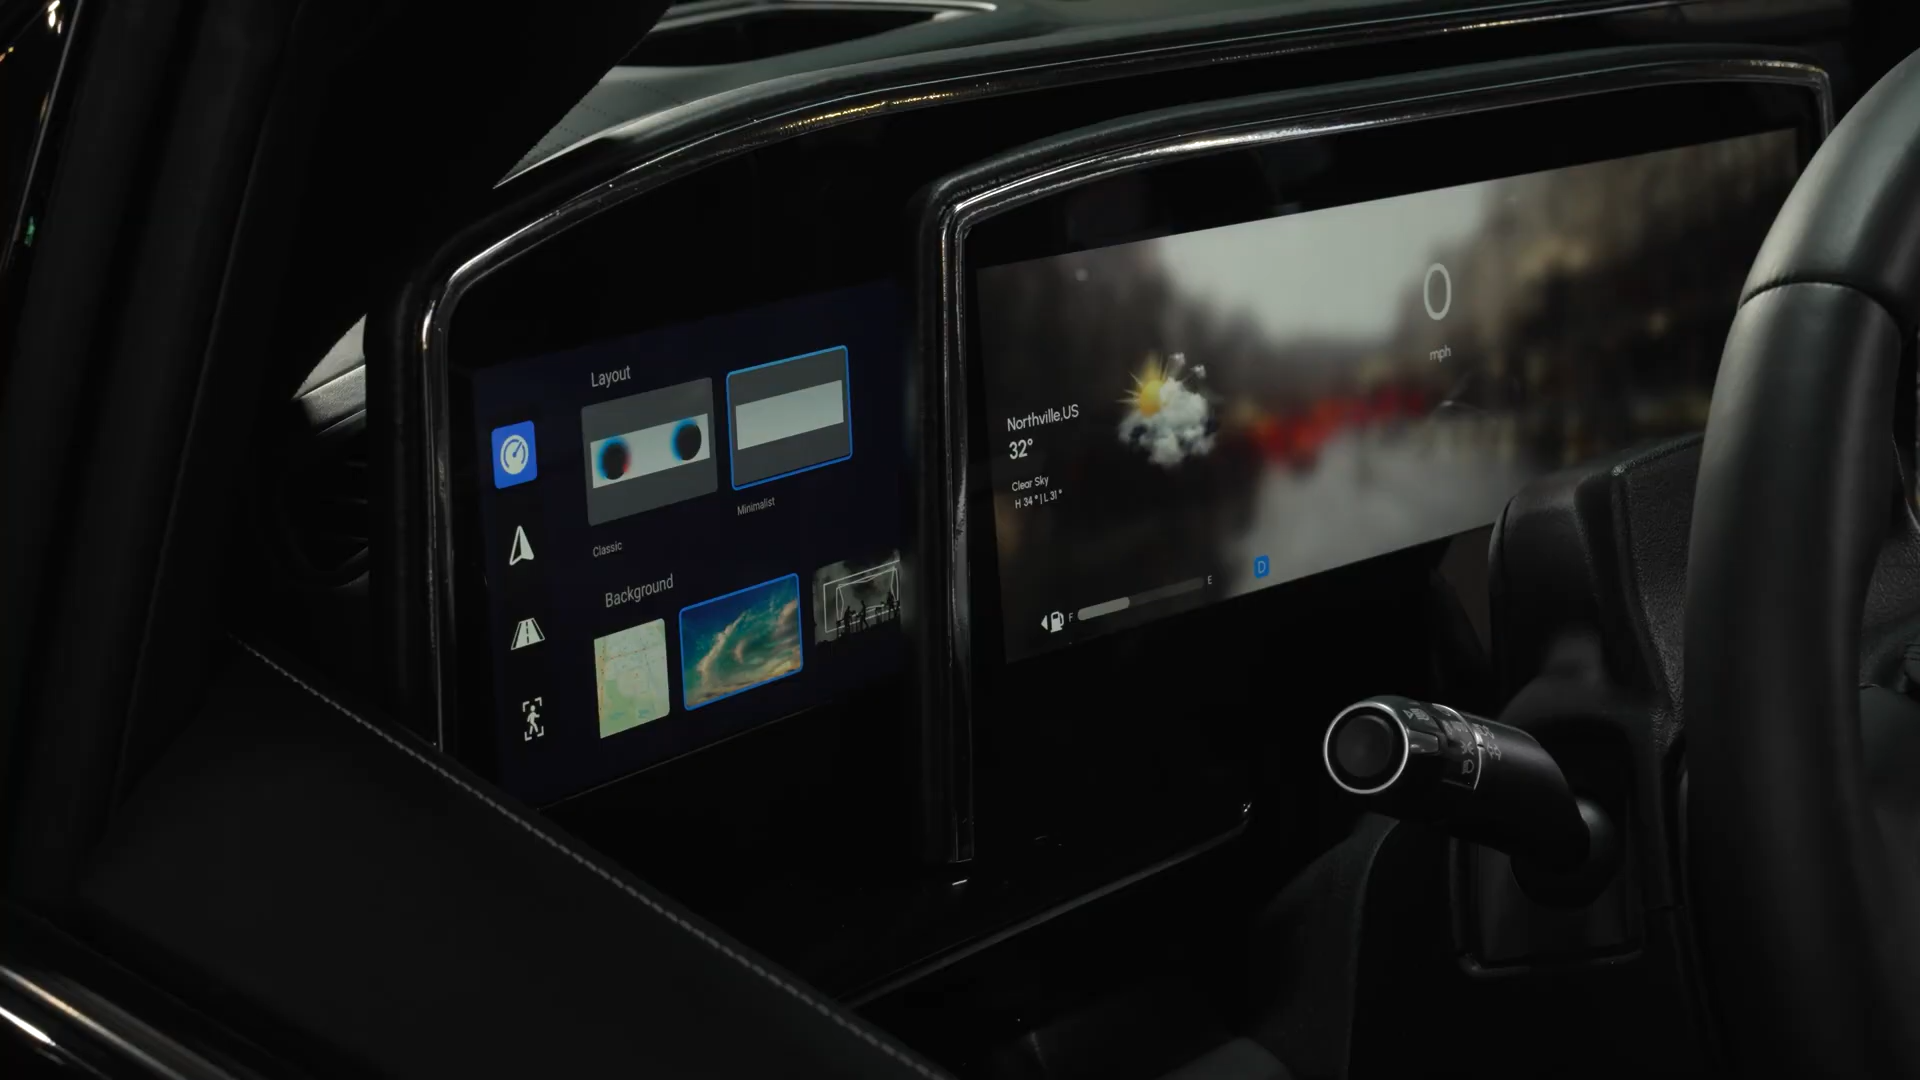 Layout
Classic
Minimalist
Background
Northville,US
32°
Clear Sky
H 34° | L 31°
0
mph
F
E
D